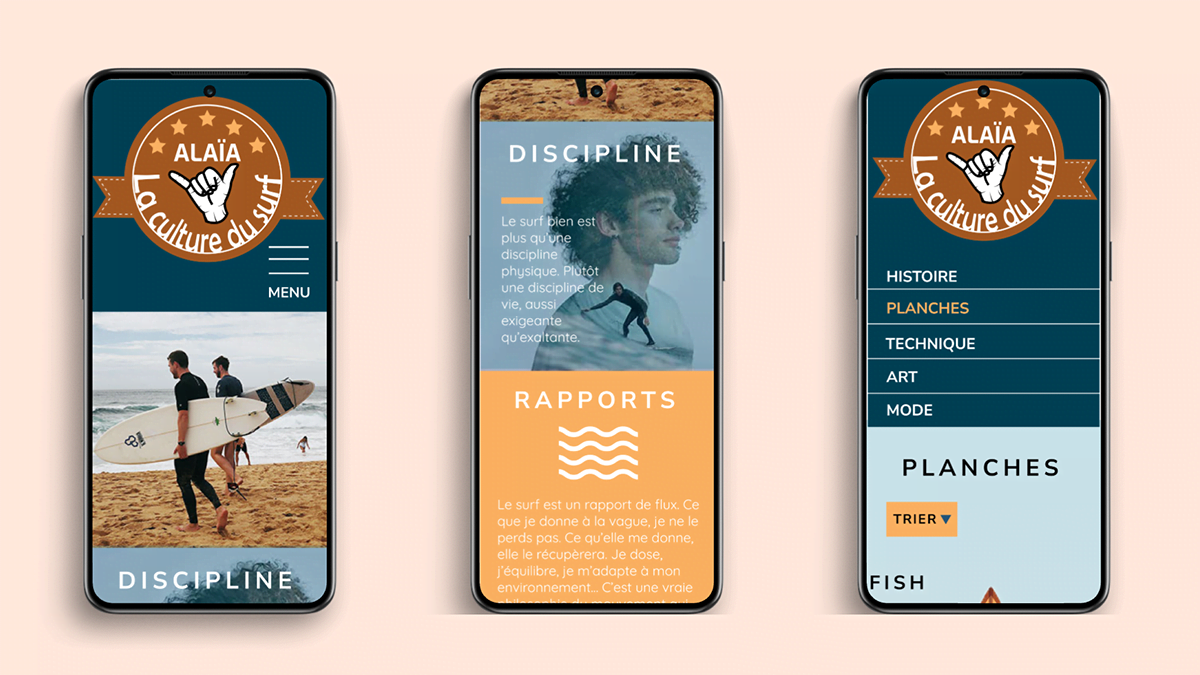 ALAÏA
La culture du surf
MENU
DISCIPLINE
DISCIPLINE
Le surf bien est
plus qu'une
discipline
physique. Plutôt
une discipline de
vie, aussi
exigeante
qu'exaltante.
RAPPORTS
Le surf est un rapport de flux. Ce
que je donne à la vague, je ne le
perds pas. Ce qu'elle me donne,
elle le récupèrera. Je dose,
j'équilibre, je m'adapte à mon
environnement... C'est une vraie
philosophie du mouvement qui
ALAÏA
La culture du surf
HISTOIRE
PLANCHES
TECHNIQUE
ART
MODE
PLANCHES
TRIER
FISH